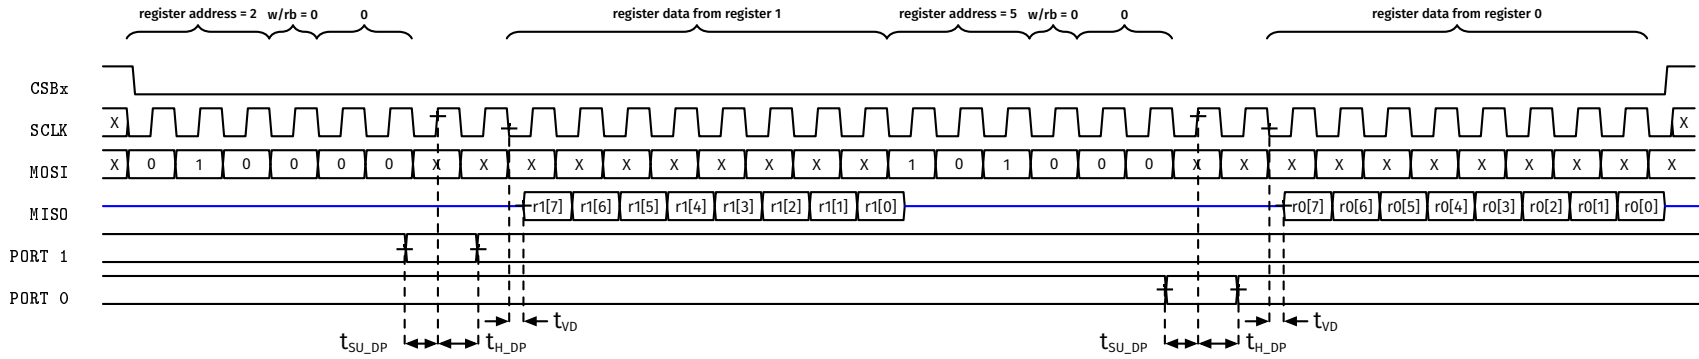 register address = 2 w/rb = 0 0 register data from register 1 register address = 5 w/rb = 0 0 register data from register 0
CSBx
SCLK X X
MOSI X 0 1 0 0 0 0 X X X X X X X X X X 1 0 1 0 0 0 X X X X X X X X X X X
MISO r1[7] r1[6] r1[5] r1[4] r1[3] r1[2] r1[1] r1[0] r0[7] r0[6] r0[5] r0[4] r0[3] r0[2] r0[1] r0[0]
PORT 1
PORT 0
tVD tVD
tSU_DP tH_DP tSU_DP tH_DP